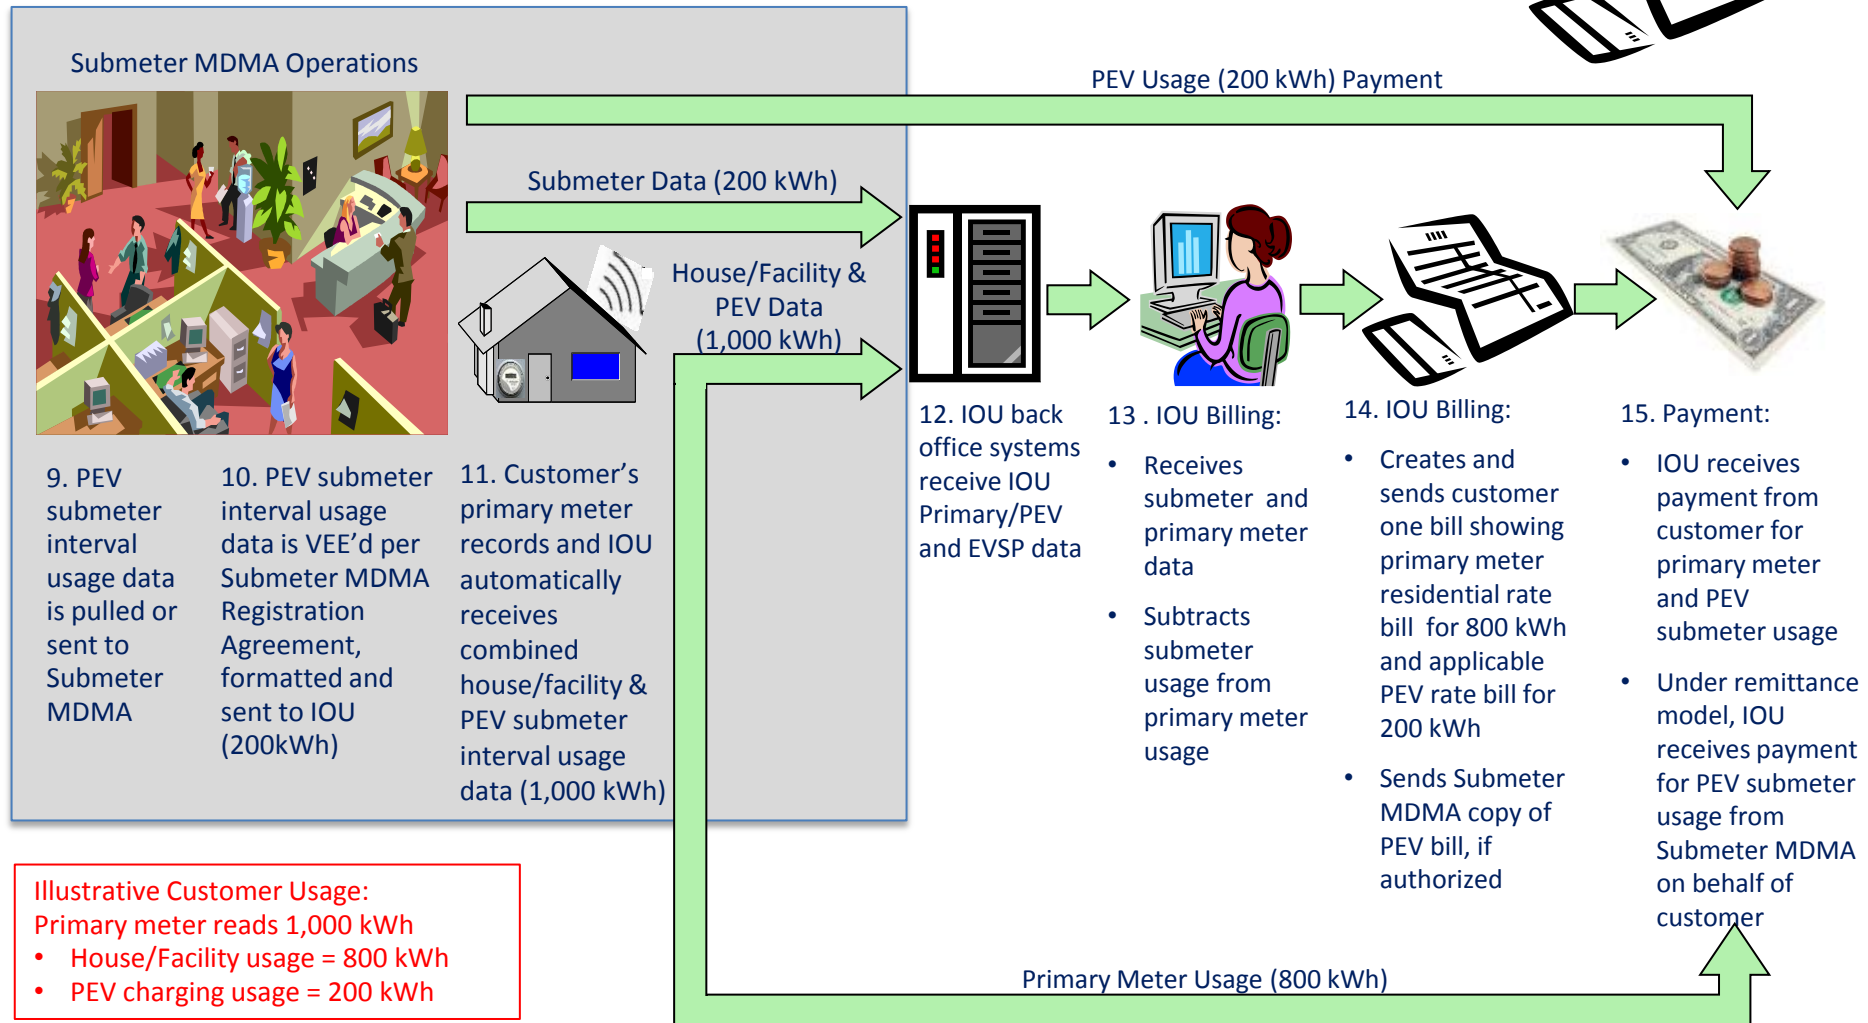 Submeter MDMA Operations
PEV Usage (200 kWh) Payment
Submeter Data (200 kWh)
House/Facility &
PEV Data
(1,000 kWh)
9. PEV
submeter
interval
usage data
is pulled or
sent to
Submeter
MDMA
10. PEV submeter
interval usage
data is VEE’d per
Submeter MDMA
Registration
Agreement,
formatted and
sent to IOU
(200kWh)
11. Customer’s
primary meter
records and IOU
automatically
receives
combined
house/facility &
PEV submeter
interval usage
data (1,000 kWh)
12. IOU back
office systems
receive IOU
Primary/PEV
and EVSP data
13 . IOU Billing:
• Receives
submeter and
primary meter
data
• Subtracts
submeter
usage from
primary meter
usage
14. IOU Billing:
• Creates and
sends customer
one bill showing
primary meter
residential rate
bill for 800 kWh
and applicable
PEV rate bill for
200 kWh
• Sends Submeter
MDMA copy of
PEV bill, if
authorized
15. Payment:
• IOU receives
payment from
customer for
primary meter
and PEV
submeter usage
• Under remittance
model, IOU
receives payment
for PEV submeter
usage from
Submeter MDMA
on behalf of
customer
Illustrative Customer Usage:
Primary meter reads 1,000 kWh
• House/Facility usage = 800 kWh
• PEV charging usage = 200 kWh
Primary Meter Usage (800 kWh)